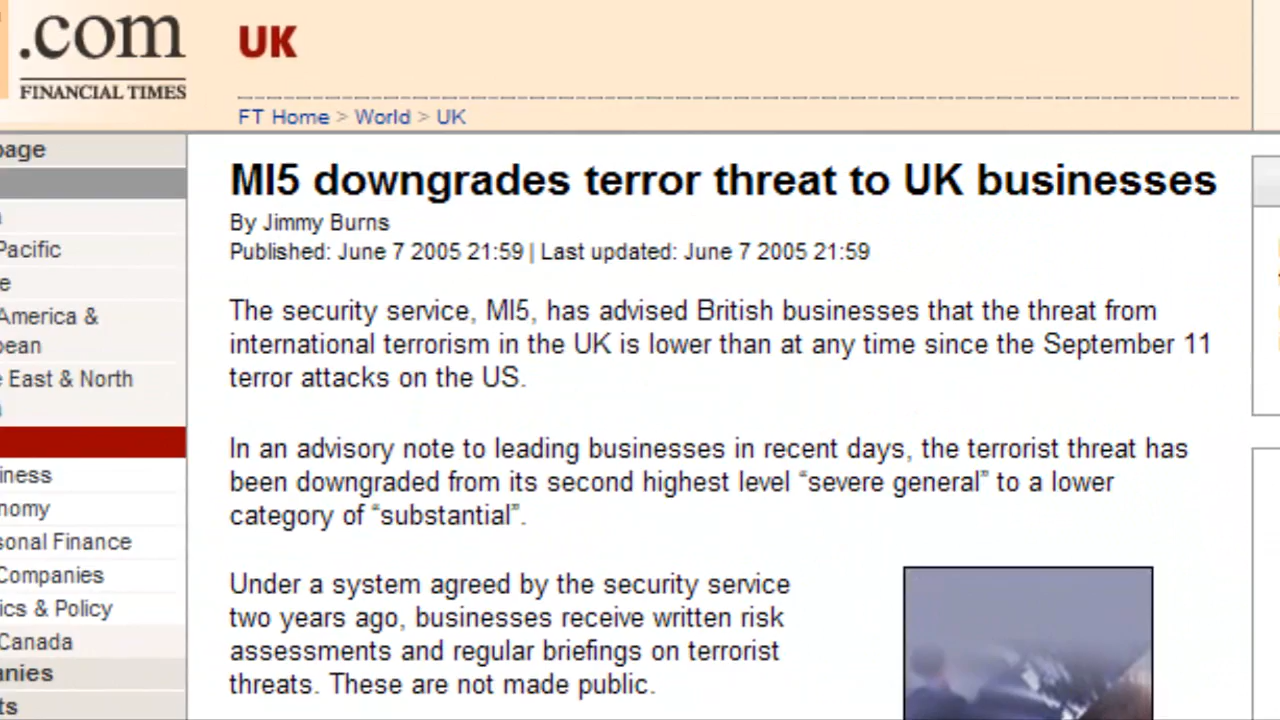 .com
FINANCIAL TIMES
UK
FT Home > World > UK
page
Pacific
e
America &
pean
e East & North
iness
nomy
sonal Finance
Companies
ics & Policy
Canada
anies
ts
MI5 downgrades terror threat to UK businesses
By Jimmy Burns
Published: June 7 2005 21:59 | Last updated: June 7 2005 21:59
The security service, MI5, has advised British businesses that the threat from
international terrorism in the UK is lower than at any time since the September 11
terror attacks on the US.
In an advisory note to leading businesses in recent days, the terrorist threat has
been downgraded from its second highest level “severe general” to a lower
category of “substantial”.
Under a system agreed by the security service
two years ago, businesses receive written risk
assessments and regular briefings on terrorist
threats. These are not made public.